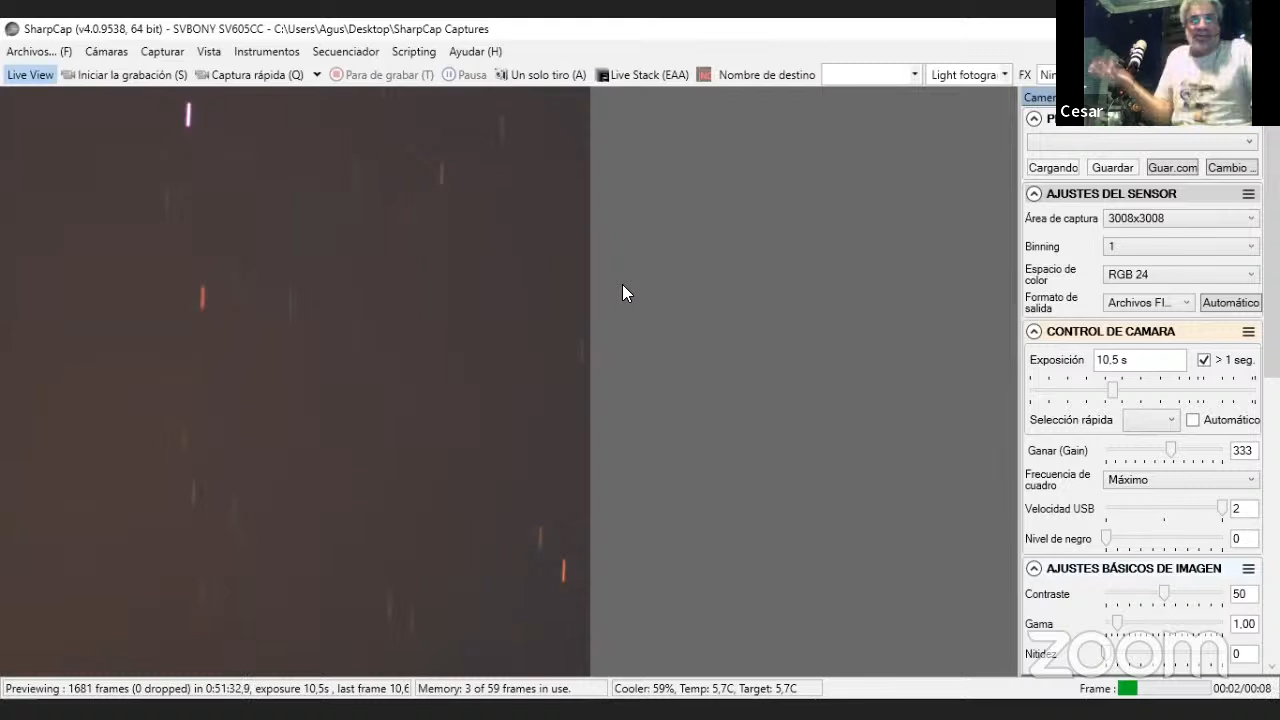 SharpCap (v4.0.9538, 64 bit) - SVBONY SV605CC - C:\Users\Agus\Desktop\SharpCap Captures
Archivos... (F) Cámaras Capturar Vista Instrumentos Secuenciador Scripting Ayudar (H)
Live View Iniciar la grabación (S) Captura rápida (Q) Para de grabar (T) Pausa Un solo tiro (A) Live Stack (EAA) Nombre de destino Light fotogra FX Nin
Cesar
Camer
Cargando Guardar Guar.com Cambio ...
AJUSTES DEL SENSOR
Área de captura 3008x3008
Binning 1
Espacio de color RGB 24
Formato de salida Archivos FI... Automático
CONTROL DE CAMARA
Exposición 10,5 s > 1 seg.
Selección rápida Automático
Ganar (Gain) 333
Frecuencia de cuadro Máximo
Velocidad USB 2
Nivel de negro 0
AJUSTES BÁSICOS DE IMAGEN
Contraste 50
Gama 1,00
Nitidez 0
zoom
Previewing : 1681 frames (0 dropped) in 0:51:32,9, exposure 10,5s , last frame 10,6 Memory: 3 of 59 frames in use. Cooler: 59%, Temp: 5,7C, Target: 5,7C Frame : 00:02/00:08